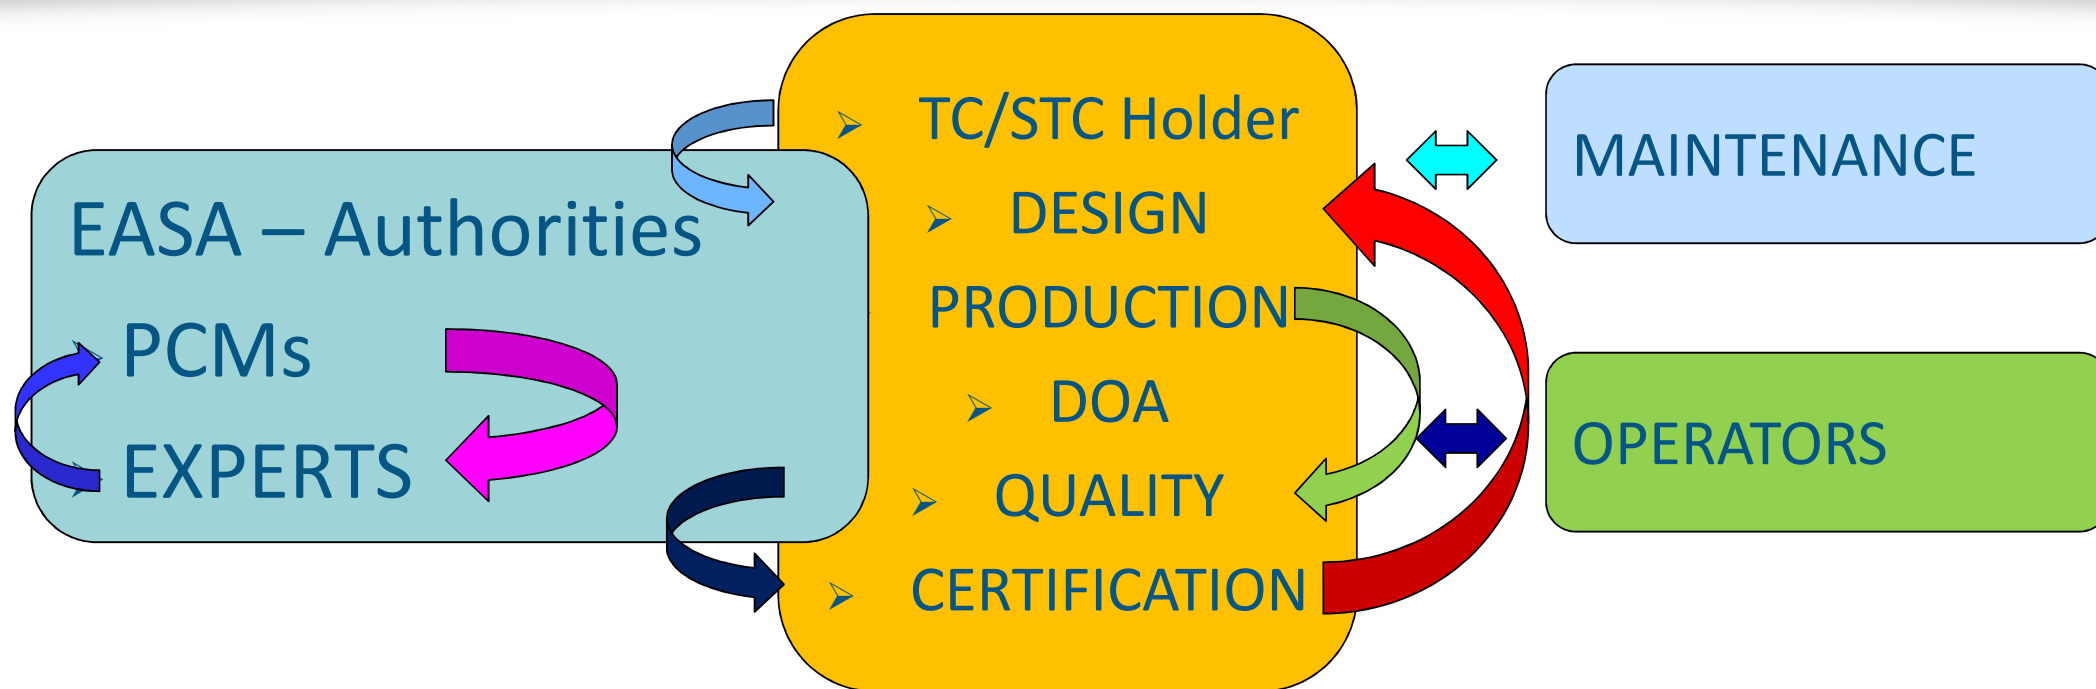 EASA – Authorities
PCMs
EXPERTS
TC/STC Holder
DESIGN
PRODUCTION
DOA
QUALITY
CERTIFICATION
MAINTENANCE
OPERATORS